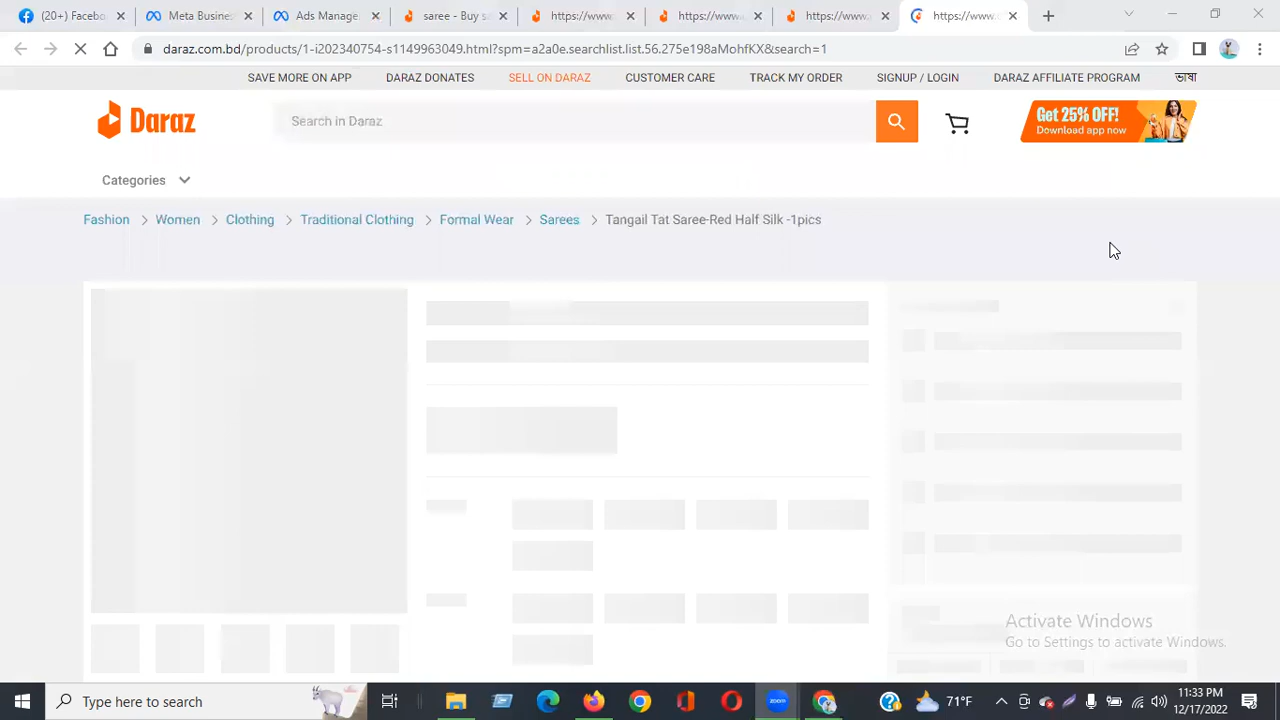 (20+) Facebo
Meta Busines
Ads Manage
saree - Buy
https://www.
https://www.
https://www.
https://www.
daraz.com.bd/products/1-i202340754-s1149963049.html?spm=a2a0e.searchlist.list.56.275e198aMohfKX&search=1
SAVE MORE ON APP DARAZ DONATES SELL ON DARAZ CUSTOMER CARE TRACK MY ORDER SIGNUP / LOGIN DARAZ AFFILIATE PROGRAM ভাষা
Daraz
Search in Daraz
Get 25% OFF!
Download app now
Categories
Fashion Women Clothing Traditional Clothing Formal Wear Sarees Tangail Tat Saree-Red Half Silk -1pics
Activate Windows
Go to Settings to activate Windows.
Type here to search
zoom
71°F
11:33 PM
12/17/2022